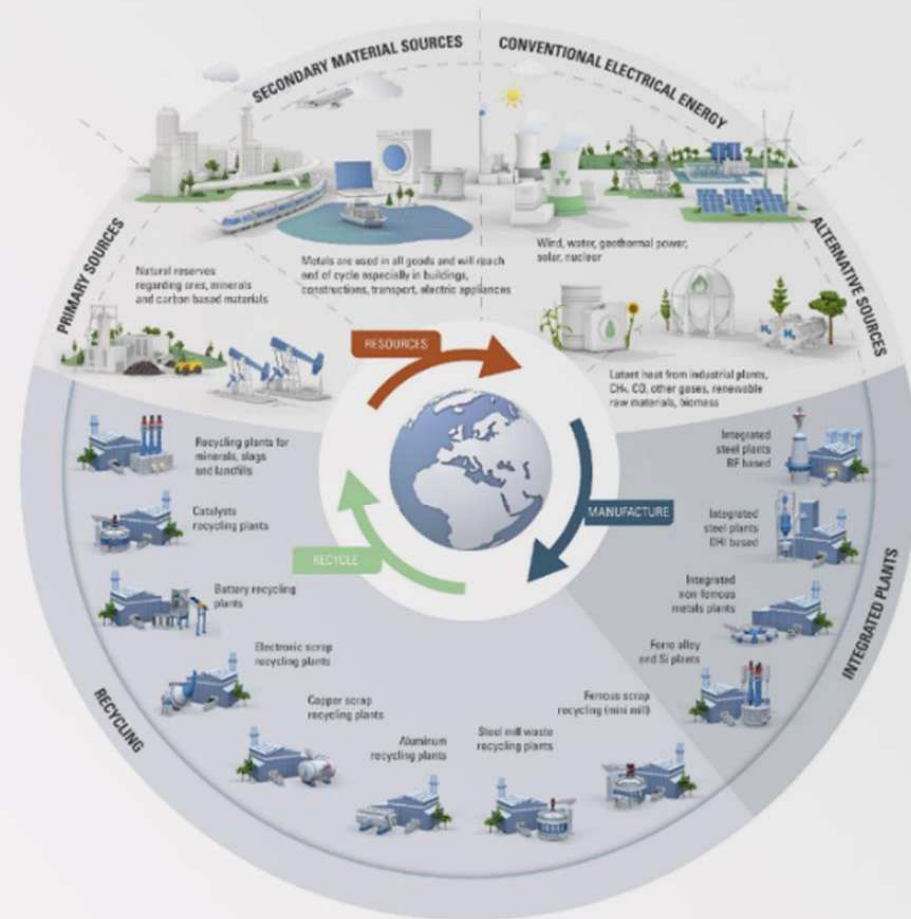 SECONDARY MATERIAL SOURCES
CONVENTIONAL ELECTRICAL ENERGY
PRIMARY SOURCES
ALTERNATIVE SOURCES
Natural reserves
regarding ores, minerals
and carbon based materials
Metals are used in all goods and will reach
end of cycle especially in buildings,
constructions, transport, electric appliances
Wind, water, geothermal power,
solar, nuclear
Latent heat from industrial plants,
CH₄, CO, other gases, renewable
raw materials, biomass
H₂
H₂
RESOURCES
MANUFACTURE
RECYCLE
Recycling plants for
minerals, slags
and landfills
Catalysts
recycling plants
Battery recycling
plants
Electronic scrap
recycling plants
Copper scrap
recycling plants
Aluminum
recycling plants
Steel mill waste
recycling plants
Ferrous scrap
recycling (mini mill)
Ferro alloy
and Si plants
Integrated
non ferrous
metals plants
Integrated
steel plants
DRI based
Integrated
steel plants
BF based
INTEGRATED PLANTS
RECYCLING